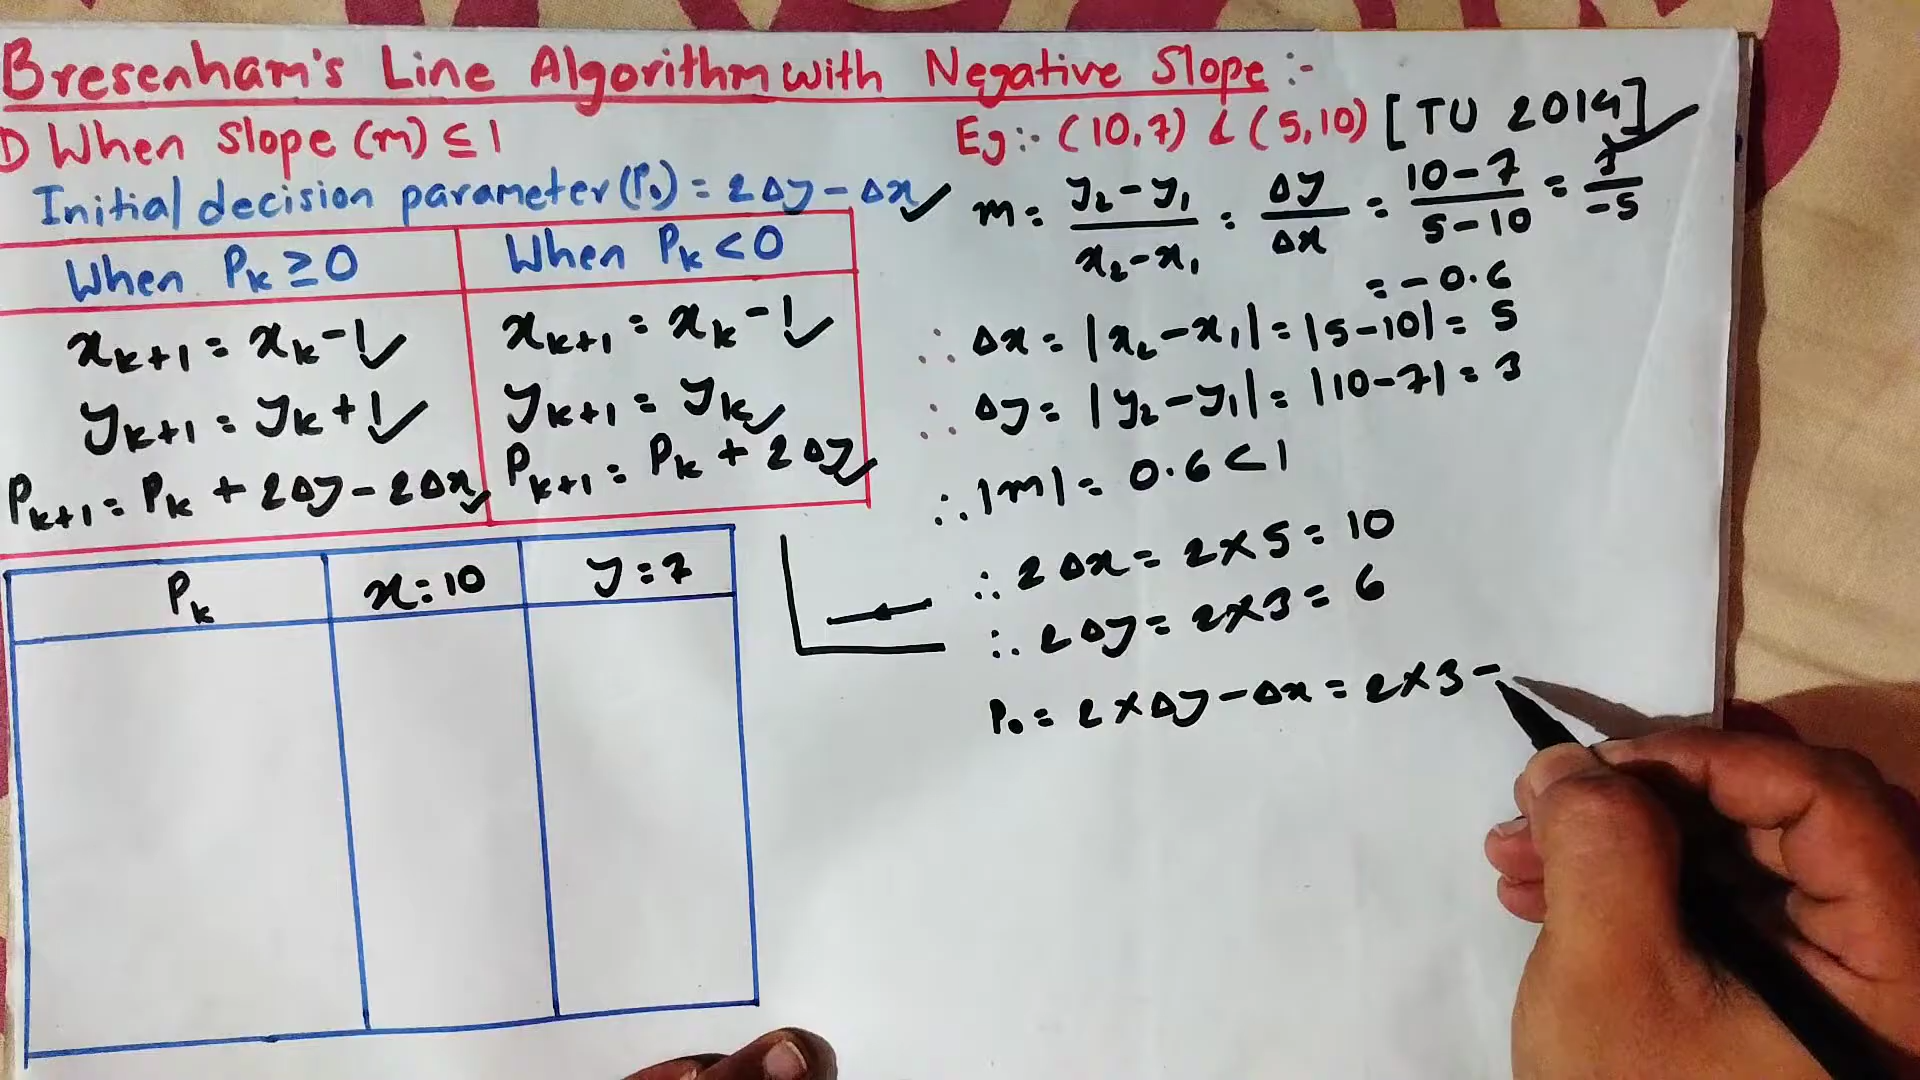 Bresenham's Line Algorithm with Negative Slope :-
1) When Slope (m) ≤ 1
Initial decision parameter (P₀) = 2Δy - Δx ✓
When Pk ≥ 0
When Pk < 0
xk+1 = xk - 1 ✓
yk+1 = yk + 1 ✓
Pk+1 = Pk + 2Δy - 2Δx ✓
xk+1 = xk - 1 ✓
yk+1 = yk ✓
Pk+1 = Pk + 2Δy ✓
Pk
x = 10
y = 7
Eg :- (10,7) & (5,10) [TU 2014] ✓
m = y₂ - y₁ / x₂ - x₁ = Δy / Δx = 10 - 7 / 5 - 10 = 3 / -5
= -0.6
∴ Δx = |x₂ - x₁| = |5 - 10| = 5
∴ Δy = |y₂ - y₁| = |10 - 7| = 3
∴ |m| = 0.6 < 1
∴ 2Δx = 2 × 5 = 10
∴ 2Δy = 2 × 3 = 6
P₀ = 2 × Δy - Δx = 2 × 3 -